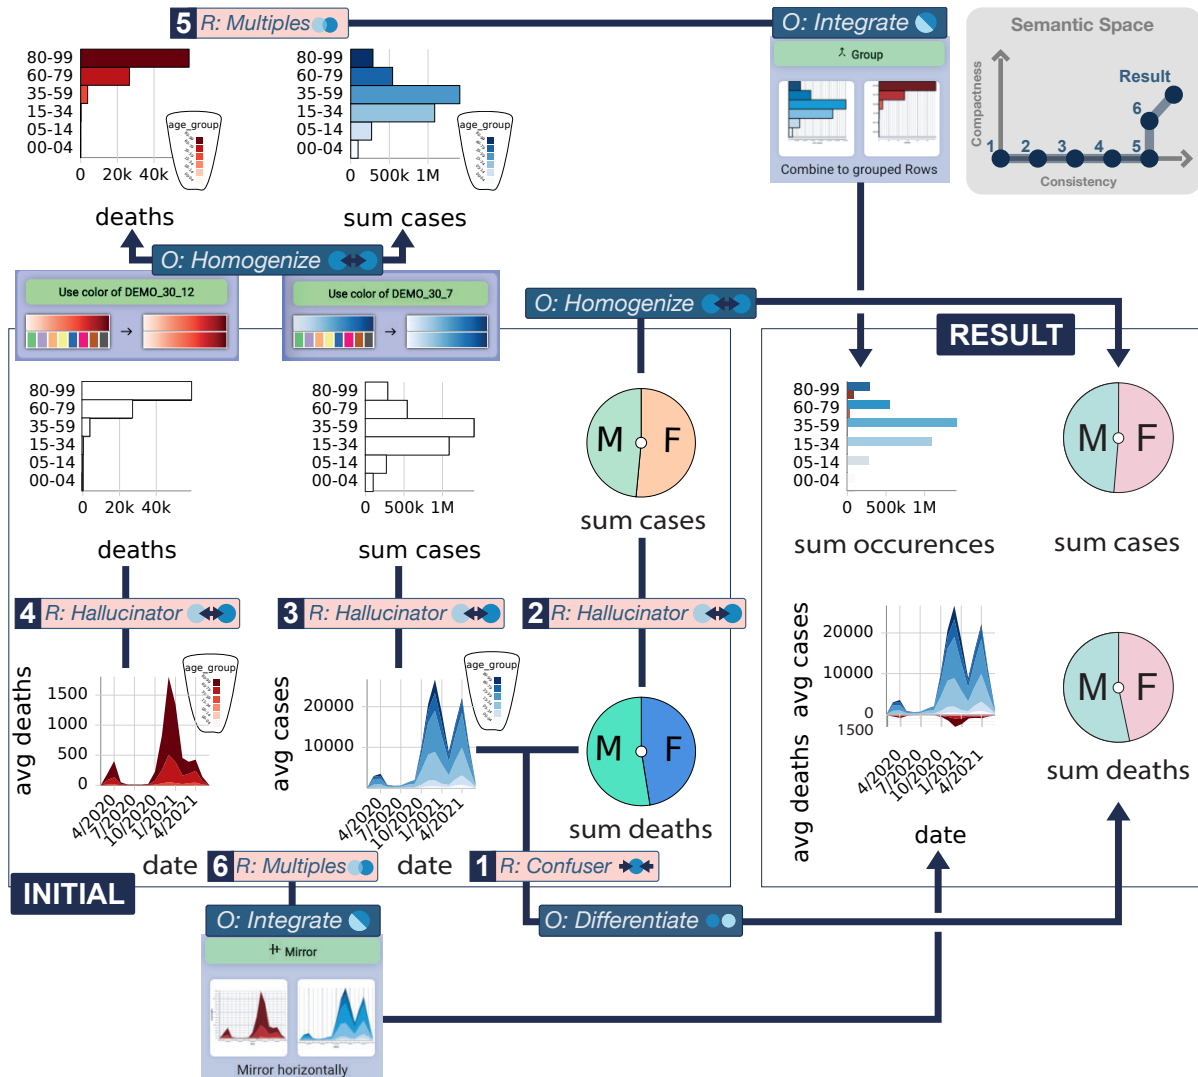 5 R: Multiples
O: Integrate
Group
Combine to grouped Rows
Semantic Space
Compactness
Consistency
1
2
3
4
5
6
Result
80-99
60-79
35-59
15-34
05-14
00-04
0 20k 40k
deaths
age_group
80-99
60-79
35-59
15-34
05-14
00-04
0 500k 1M
sum cases
age_group
O: Homogenize
Use color of DEMO_30_12
→
Use color of DEMO_30_7
→
O: Homogenize
80-99
60-79
35-59
15-34
05-14
00-04
0 20k 40k
deaths
80-99
60-79
35-59
15-34
05-14
00-04
0 500k 1M
sum cases
M F
sum cases
RESULT
80-99
60-79
35-59
15-34
05-14
00-04
0 500k 1M
sum occurences
M F
sum cases
4 R: Hallucinator
3 R: Hallucinator
2 R: Hallucinator
avg deaths
1500
1000
500
0
4/2020
7/2020
10/2020
1/2021
4/2021
date
age_group
avg cases
20000
10000
4/2020
7/2020
10/2020
1/2021
4/2021
date
age_group
M F
sum deaths
avg deaths avg cases
20000
10000
0
1500
4/2020
7/2020
10/2020
1/2021
4/2021
date
M F
sum deaths
INITIAL
6 R: Multiples
1 R: Confuser
O: Integrate
O: Differentiate
Mirror
Mirror horizontally